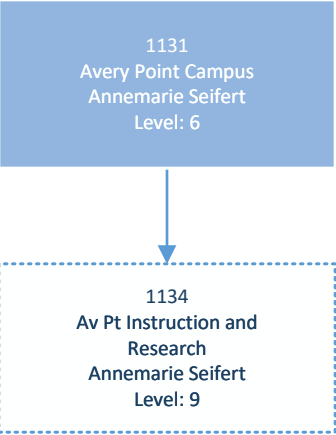 1131
Avery Point Campus
Annemarie Seifert
Level: 6
1134
Av Pt Instruction and
Research
Annemarie Seifert
Level: 9